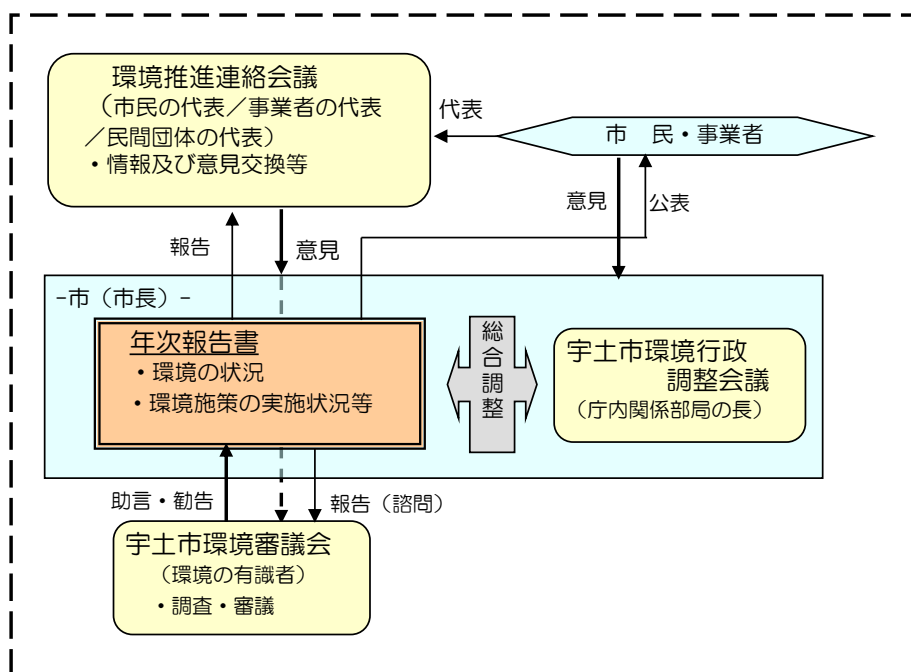 環境推進連絡会議
（市民の代表／事業者の代表
／民間団体の代表）
・情報及び意見交換等
代表
市　民・事業者
報告
意見
意見
公表
-市（市長）-
年次報告書
・環境の状況
・環境施策の実施状況等
総合調整
宇土市環境行政
調整会議
（庁内関係部局の長）
助言・勧告
報告（諮問）
宇土市環境審議会
（環境の有識者）
・調査・審議